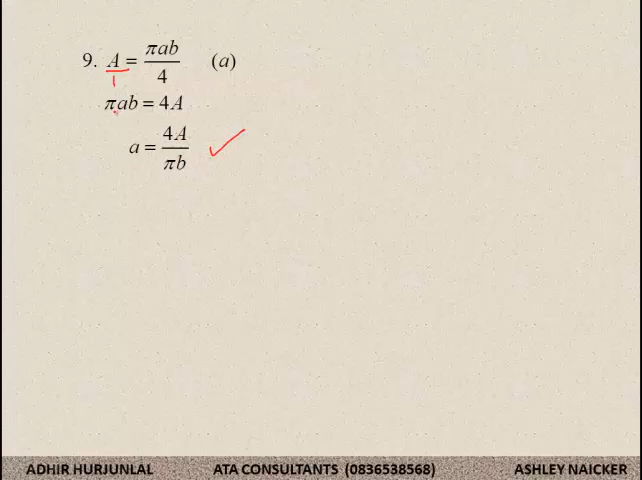 9. A = πab/4 (a)
πab = 4A
a = 4A/πb
ADHIR HURJUNLAL ATA CONSULTANTS (0836538568) ASHLEY NAICKER